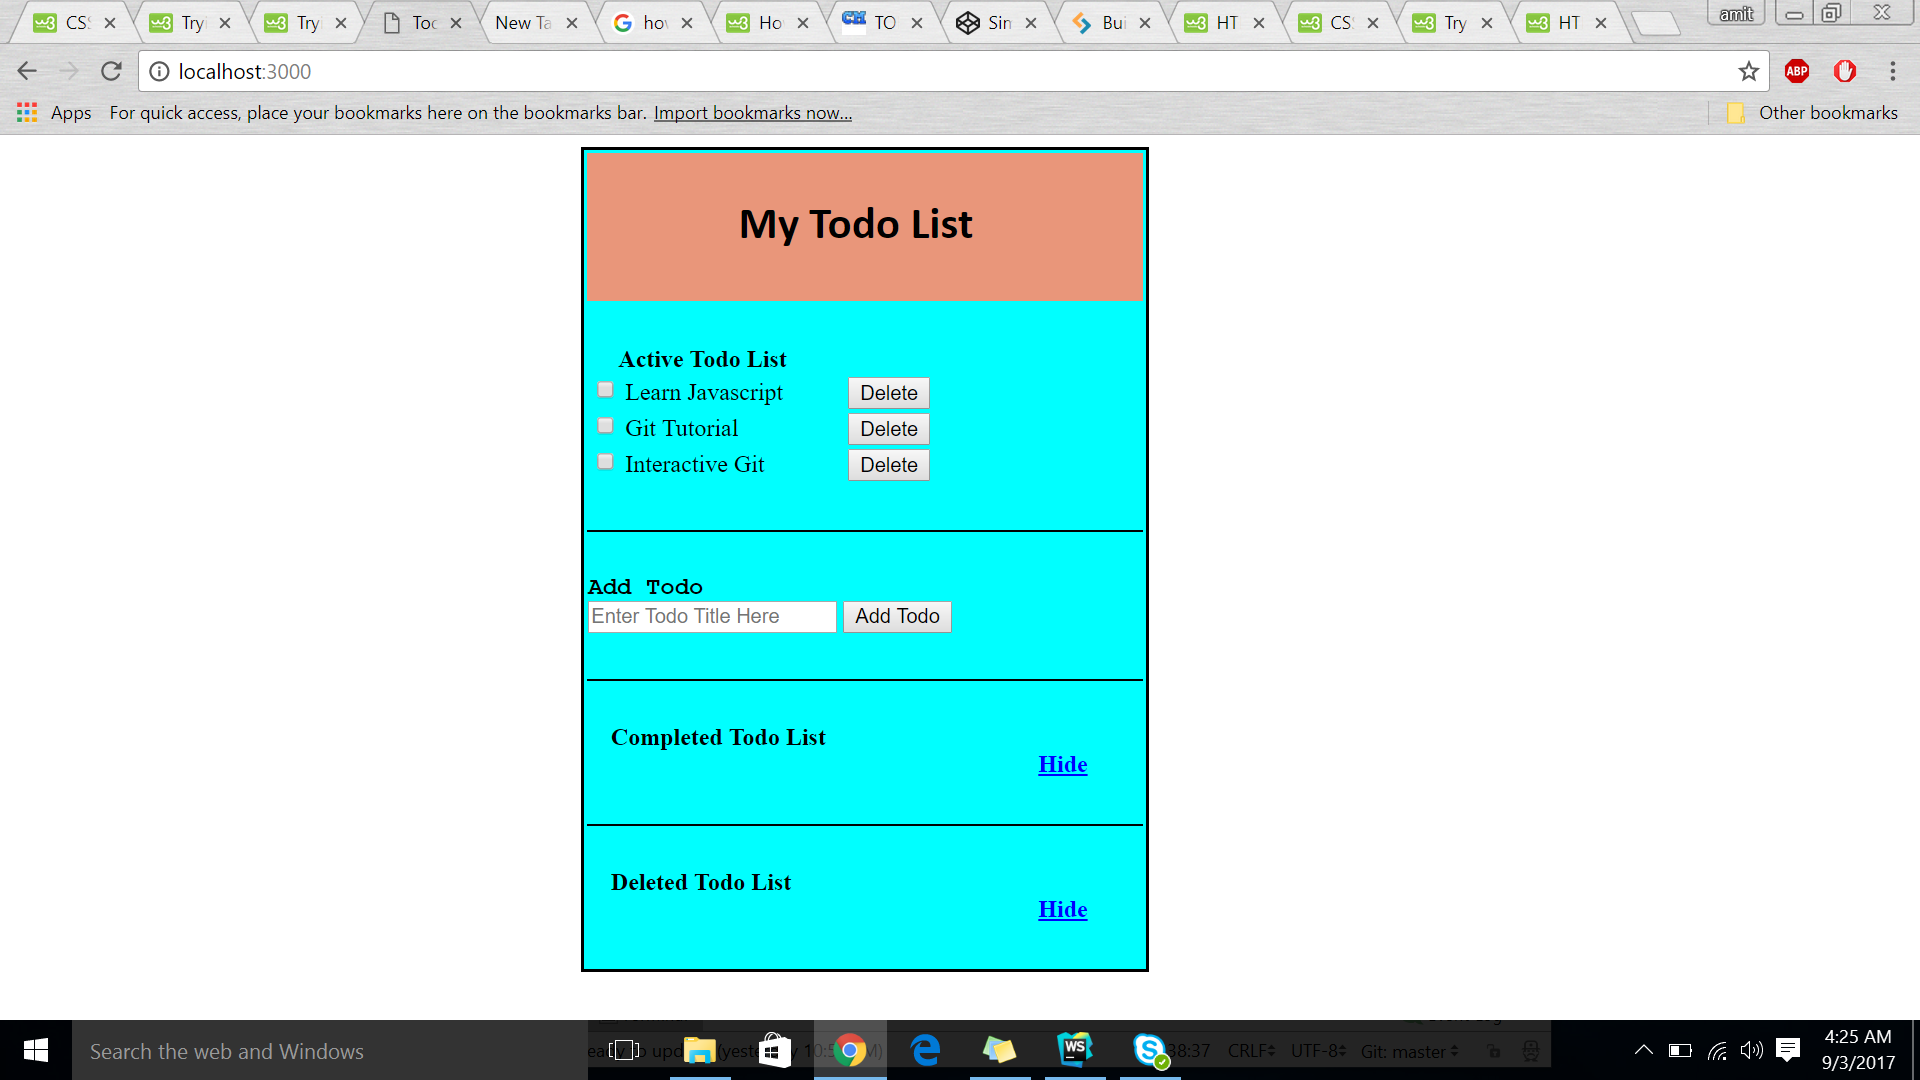 CS Try Try Too New Ta hov Ho TO Sin Bui HT CS Try HT amit
localhost:3000
Apps For quick access, place your bookmarks here on the bookmarks bar. Import bookmarks now... Other bookmarks
My Todo List
Active Todo List
Learn Javascript Delete
Git Tutorial Delete
Interactive Git Delete
Add Todo
Enter Todo Title Here Add Todo
Completed Todo List
Hide
Deleted Todo List
Hide
Search the web and Windows 38:37 CRLF UTF-8 Git: master 4:25 AM
9/3/2017